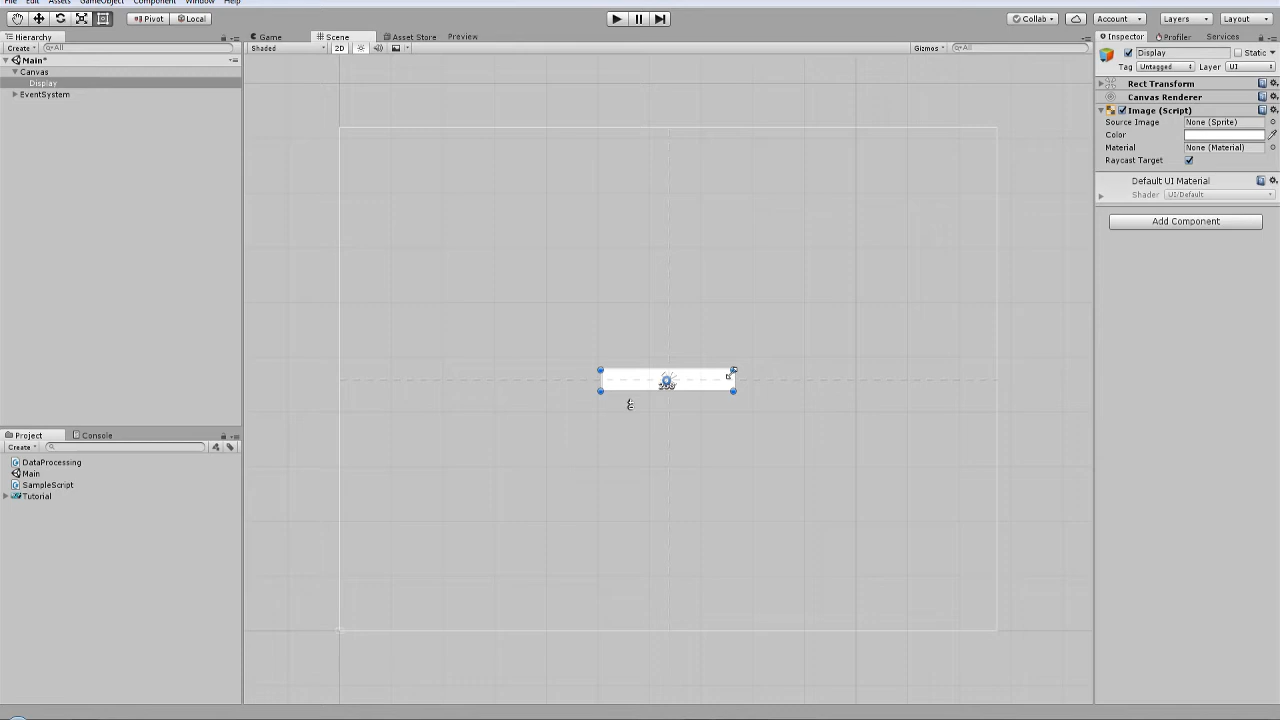 File Edit Assets GameObject Component Window Help
Pivot Local Collab Account Layers Layout
Hierarchy Game Scene Asset Store Preview Inspector Profiler Services
Create All Shaded 2D Gizmos All
Display Static
Main*
Tag Untagged Layer UI
Canvas
Display Rect Transform
EventSystem Canvas Renderer
Image (Script)
Source Image None (Sprite)
Color
Material None (Material)
Raycast Target
Default UI Material
Shader UI/Default
Add Component
Project Console
Create
DataProcessing
Main
SampleScript
Tutorial